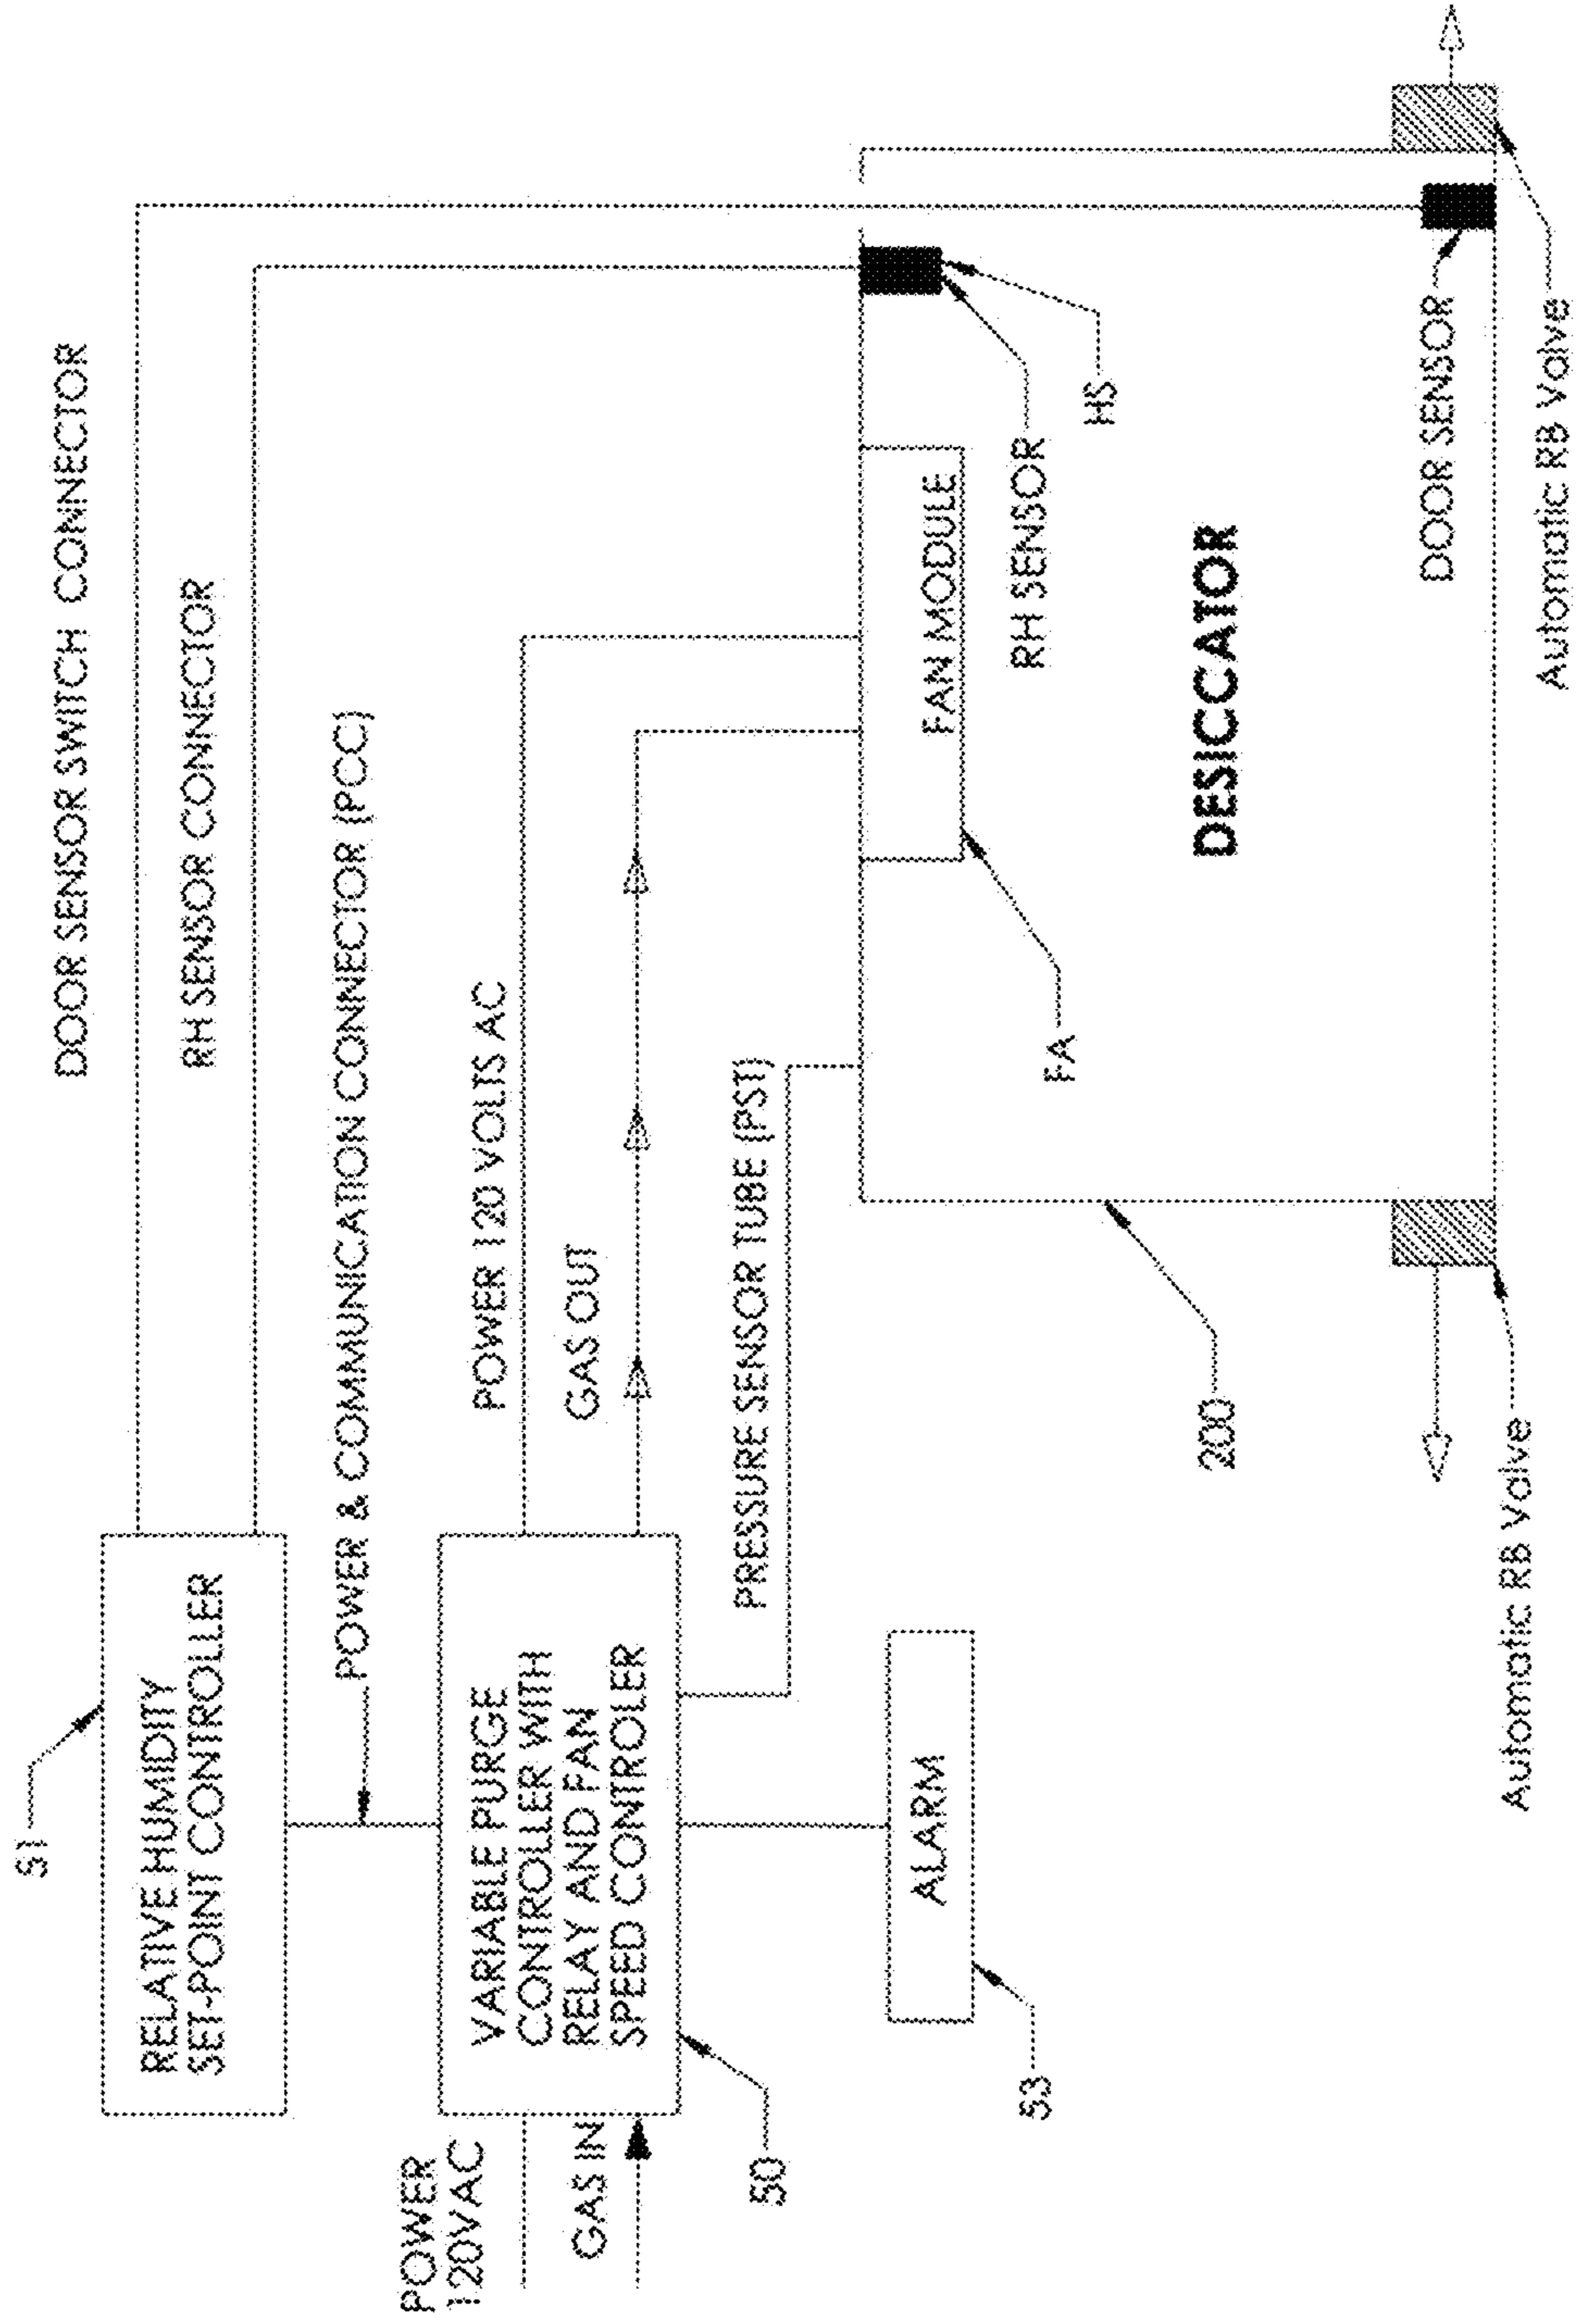 DOOR SENSOR SWITCH  CONNECTOR
51
RELATIVE HUMIDITY
SET-POINT CONTROLLER
RH SENSOR CONNECTOR
POWER & COMMUNICATION CONNECTOR (PCC)
POWER
120VAC
VARIABLE PURGE
CONTROLLER WITH
RELAY AND FAN
SPEED CONTROLER
POWER 120 VOLTS AC
GAS IN
GAS OUT
PRESSURE SENSOR TUBE (PST)
50
ALARM
53
FAN MODULE
RH SENSOR
HS
FA
DESICCATOR
200
DOOR SENSOR
Automatic RB Valve
Automatic RB Valve